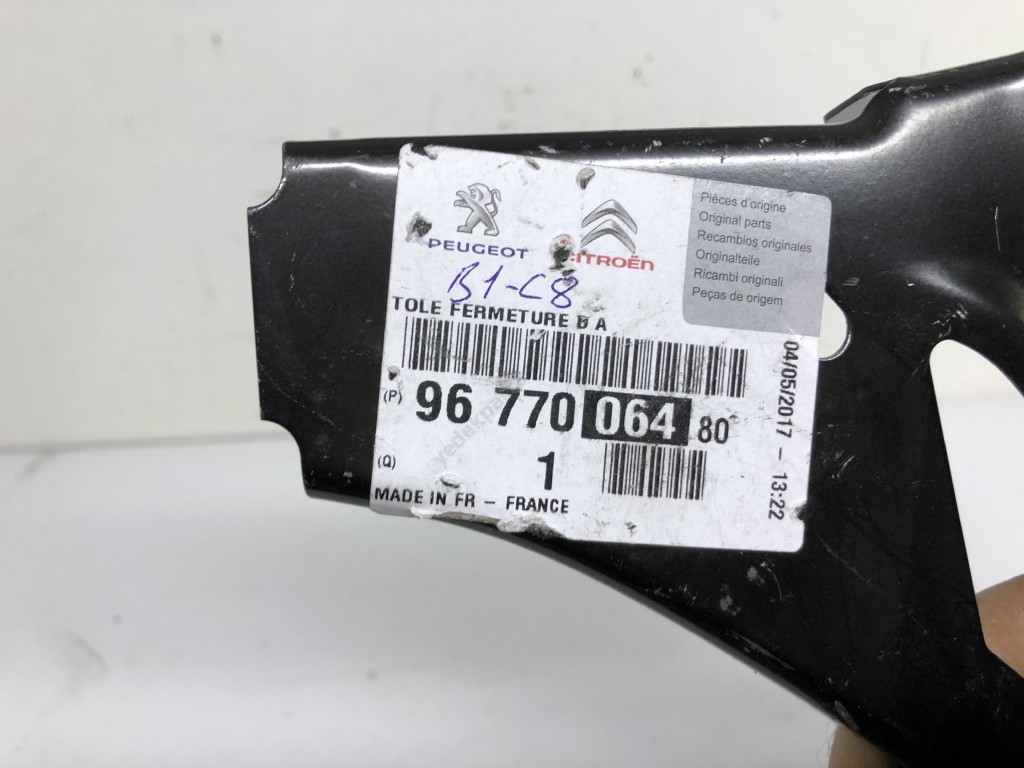 PEUGEOT CITROËN
Pièces d'origine
Original parts
Recambios originales
Originalteile
Ricambi originali
Peças de origem
B1-C8
TOLE FERMETURE D A
(P) 96 770 064 80
(Q) 1
MADE IN FR – FRANCE
04/05/2017 – 13:22